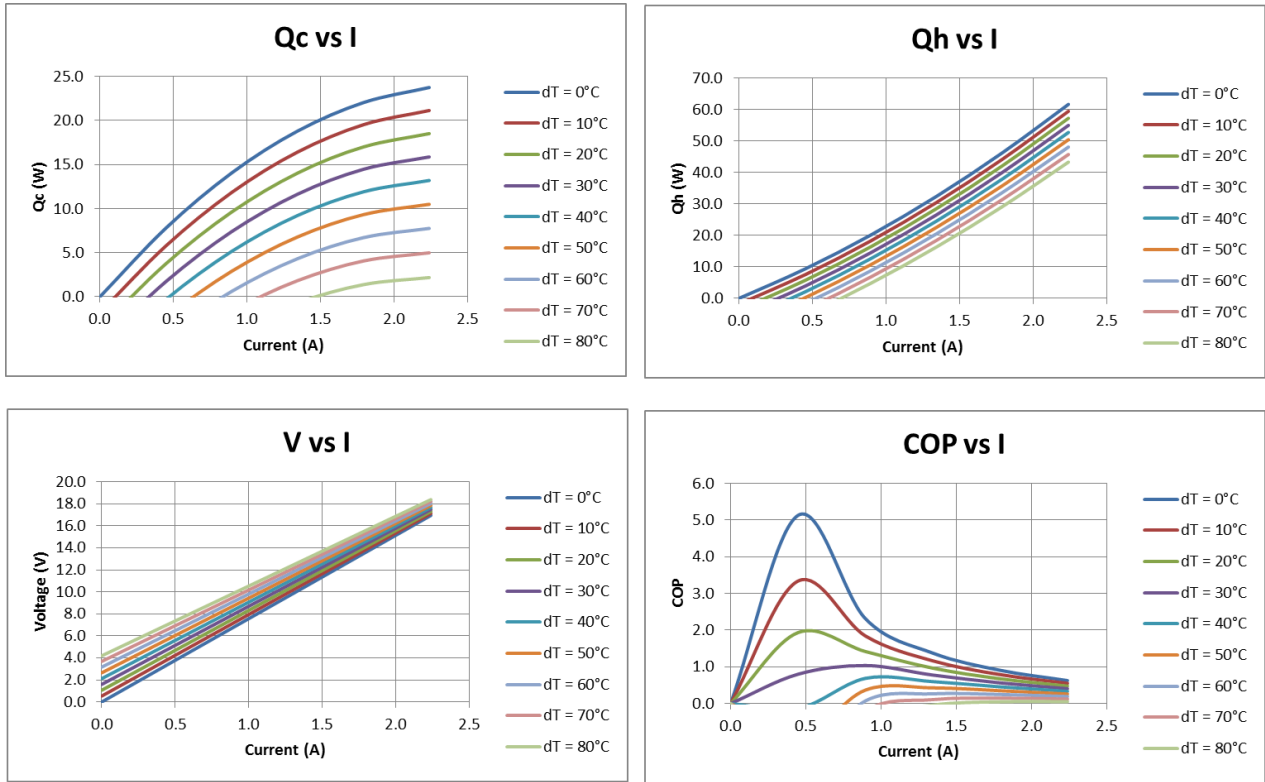 Qc vs I
25.0
20.0
15.0
10.0
5.0
0.0
Qc (W)
0.0 0.5 1.0 1.5 2.0 2.5
Current (A)
dT = 0°C
dT = 10°C
dT = 20°C
dT = 30°C
dT = 40°C
dT = 50°C
dT = 60°C
dT = 70°C
dT = 80°C
Qh vs I
70.0
60.0
50.0
40.0
30.0
20.0
10.0
0.0
Qh (W)
0.0 0.5 1.0 1.5 2.0 2.5
Current (A)
dT = 0°C
dT = 10°C
dT = 20°C
dT = 30°C
dT = 40°C
dT = 50°C
dT = 60°C
dT = 70°C
dT = 80°C
V vs I
20.0
18.0
16.0
14.0
12.0
10.0
8.0
6.0
4.0
2.0
0.0
Voltage (V)
0.0 0.5 1.0 1.5 2.0 2.5
Current (A)
dT = 0°C
dT = 10°C
dT = 20°C
dT = 30°C
dT = 40°C
dT = 50°C
dT = 60°C
dT = 70°C
dT = 80°C
COP vs I
6.0
5.0
4.0
3.0
2.0
1.0
0.0
COP
0.0 0.5 1.0 1.5 2.0 2.5
Current (A)
dT = 0°C
dT = 10°C
dT = 20°C
dT = 30°C
dT = 40°C
dT = 50°C
dT = 60°C
dT = 70°C
dT = 80°C